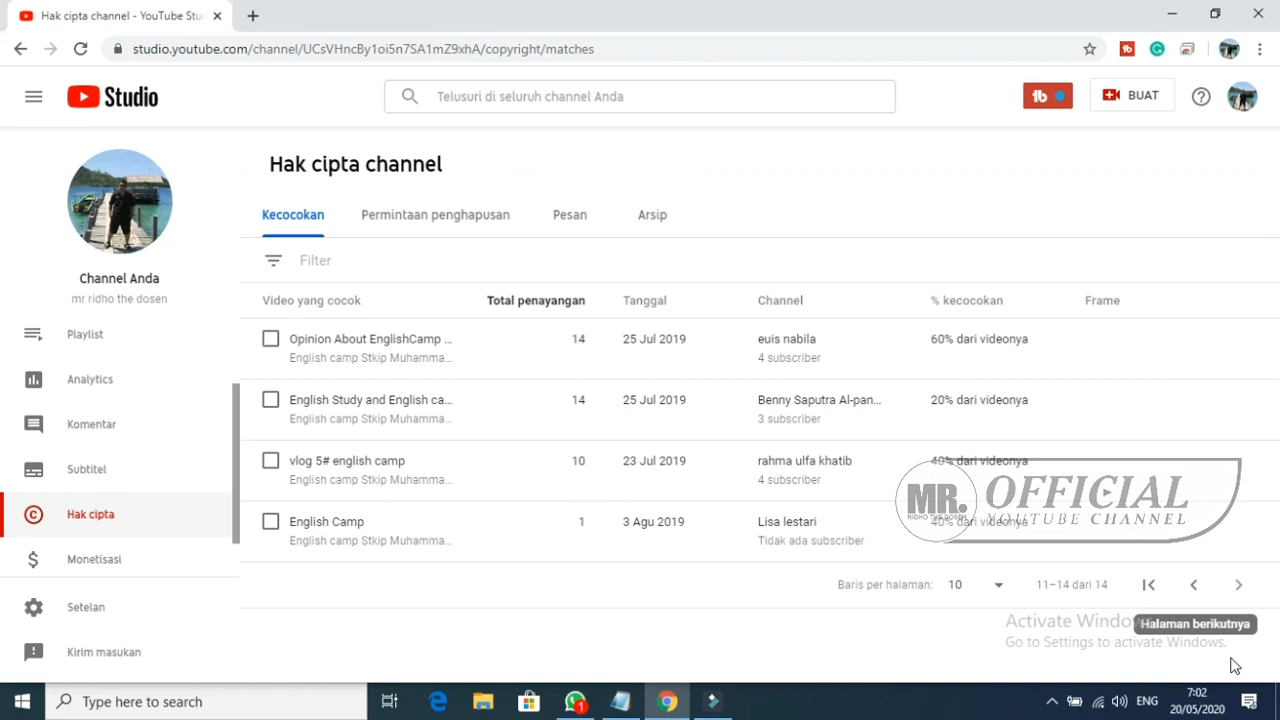 Hak cipta channel - YouTube Stu
studio.youtube.com/channel/UCsVHncBy1oi5n7SA1mZ9xhA/copyright/matches
Studio
Telusuri di seluruh channel Anda
tb
BUAT
Channel Anda
mr ridho the dosen
Playlist
Analytics
Komentar
Subtitel
Hak cipta
Monetisasi
Setelan
Kirim masukan
Hak cipta channel
Kecocokan Permintaan penghapusan Pesan Arsip
Filter
Video yang cocok Total penayangan Tanggal Channel % kecocokan Frame
Opinion About EnglishCamp ... 14 25 Jul 2019 euis nabila 60% dari videonya
English camp Stkip Muhamma... 4 subscriber
English Study and English ca... 14 25 Jul 2019 Benny Saputra Al-pan... 20% dari videonya
English camp Stkip Muhamma... 3 subscriber
vlog 5# english camp 10 23 Jul 2019 rahma ulfa khatib 40% dari videonya
English camp Stkip Muhamma... 4 subscriber
English Camp 1 3 Agu 2019 Lisa lestari 40% dari videonya
English camp Stkip Muhamma... Tidak ada subscriber
MR. OFFICIAL
RIDHO THE DOSEN YOUTUBE CHANNEL
Baris per halaman: 10 11–14 dari 14
Halaman berikutnya
Activate Windo
Go to Settings to activate Windows.
Type here to search
1
ENG
7:02
20/05/2020